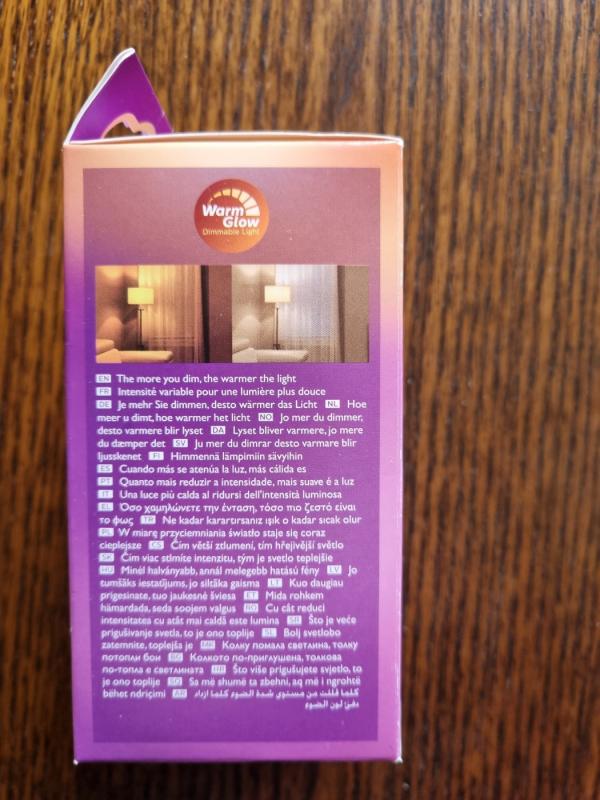 Warm
Glow
Dimmable Light
EN The more you dim, the warmer the light
FR Intensité variable pour une lumière plus douce
DE Je mehr Sie dimmen, desto wärmer das Licht NL Hoe
meer u dimt, hoe warmer het licht NO Jo mer du dimmer,
desto varmere blir lyset DA Lyset bliver varmere, jo mere
du dæmper det SV Ju mer du dimrar desto varmare blir
ljusskenet FI Himmennä lämpimiin sävyihin
ES Cuando más se atenúa la luz, más cálida es
PT Quanto mais reduzir a intensidade, mais suave é a luz
IT Una luce più calda al ridursi dell'intensità luminosa
EL Όσο χαμηλώνετε την ένταση, τόσο πιο ζεστό είναι
το φως TR Ne kadar karartırsanız ışık o kadar sıcak olur
PL W miarę przyciemniania światło staje się coraz
cieplejsze CS Čím větší ztlumení, tím hřejivější světlo
SK Čím viac stlmíte intenzitu, tým je svetlo teplejšie
HU Minél halványabb, annál melegebb hatású fény LV Jo
tumšāks iestatījums, jo siltāka gaisma LT Kuo daugiau
prigesinate, tuo jaukesnė šviesa ET Mida rohkem
hämardada, seda soojem valgus RO Cu cât reduci
intensitatea cu atât mai caldă este lumina SR Što je veće
prigušivanje svetla, to je ono toplije SL Bolj svetlobo
zatemnite, toplejša je MK Колку помала светлина, толку
потопли бои BG Колкото по-приглушена, толкова
по-топла е светлината HR Što više prigušujete svjetlo, to
je ono toplije SQ Sa më shumë ta zbehni, aq më i ngrohtë
bëhet ndriçimi AR كلما قللت من مستوى شدة الضوء كلما ازداد
دفئ لون الضوء